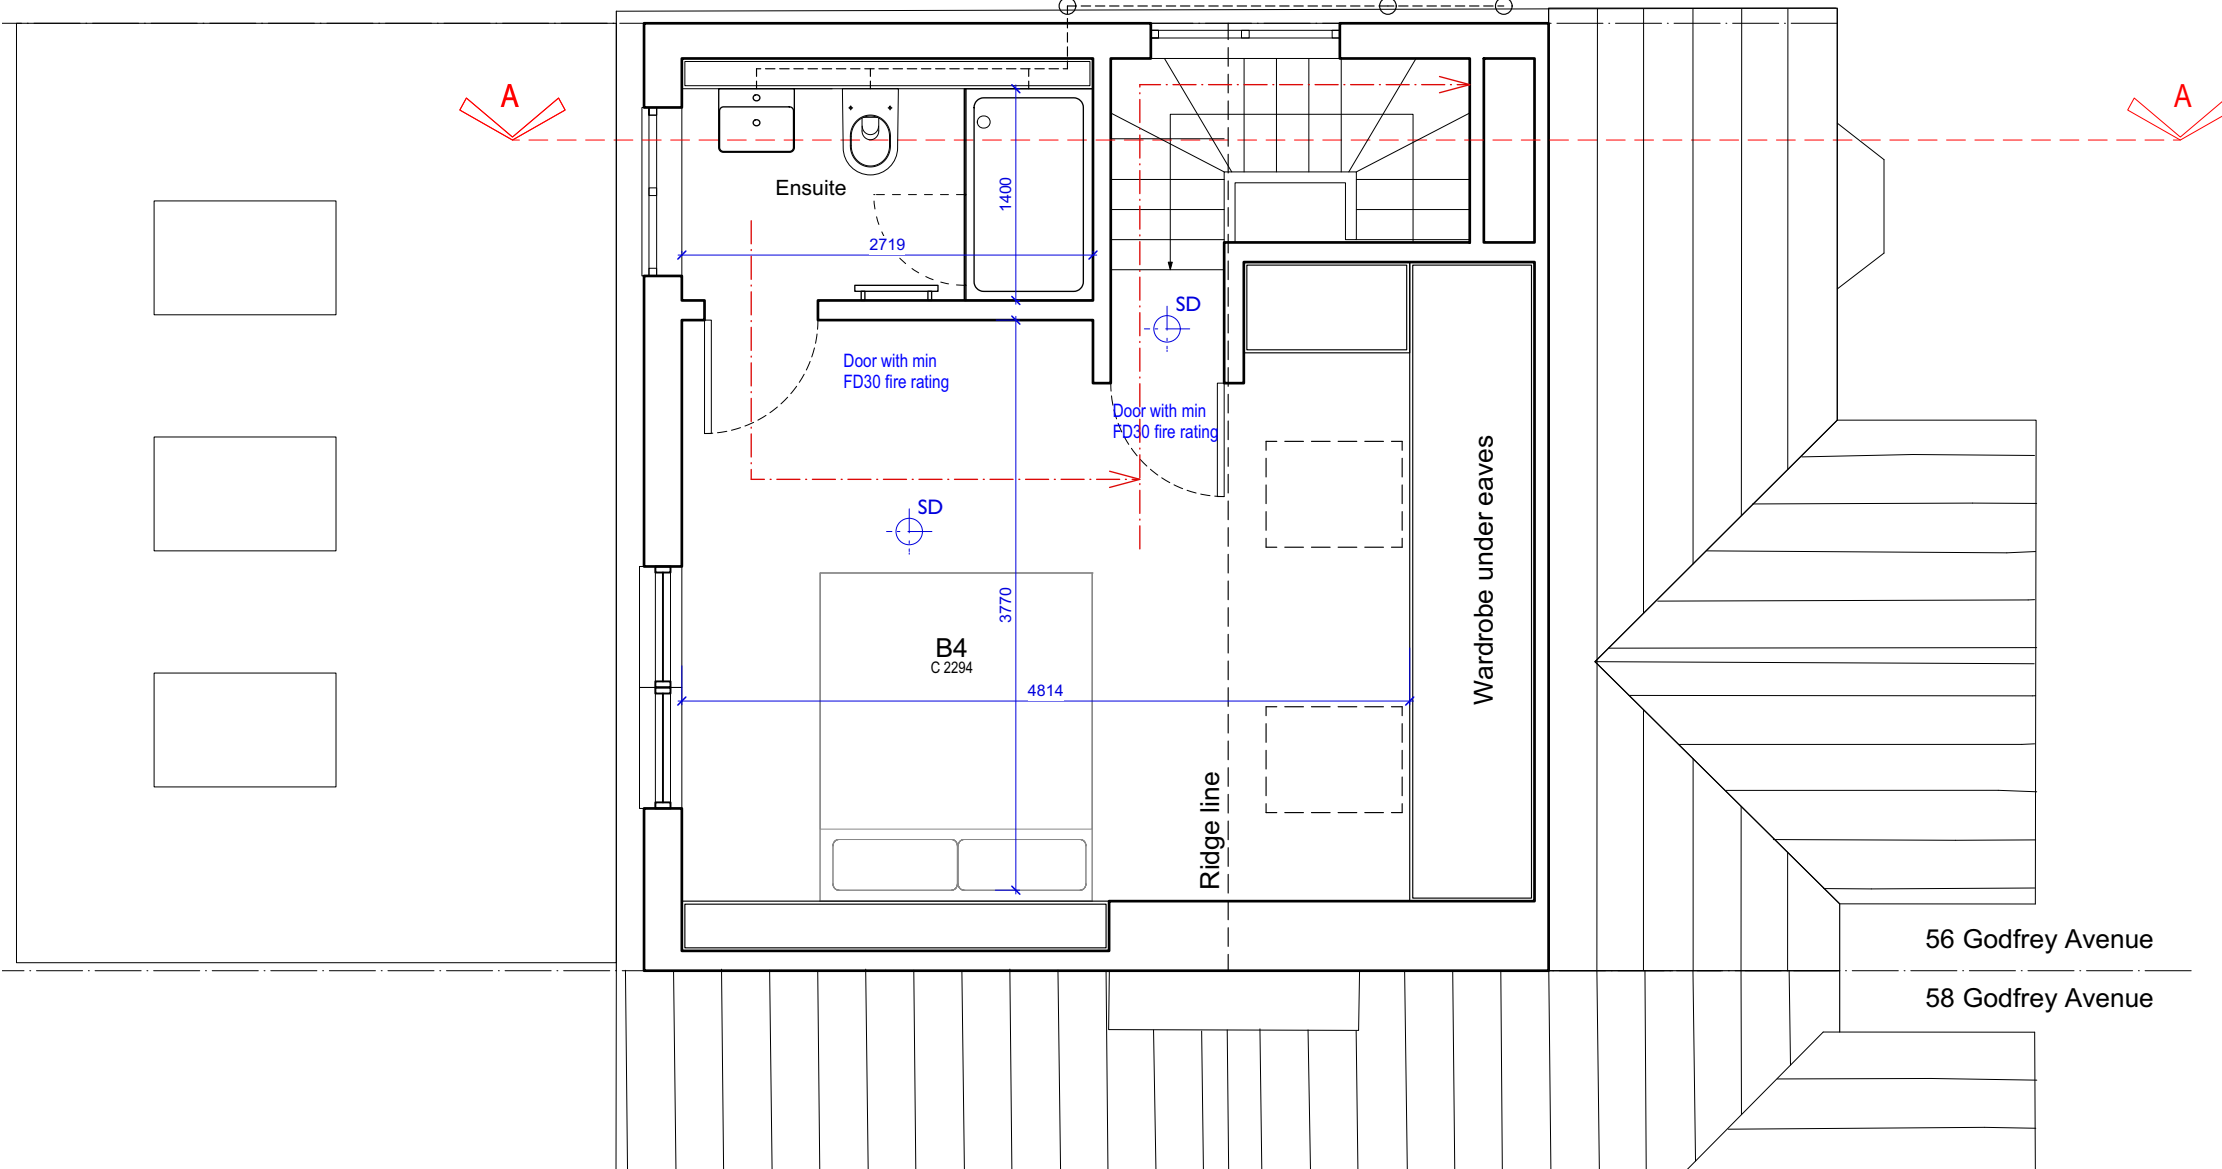 A
A
Ensuite
1400
2719
SD
Door with min
FD30 fire rating
Door with min
FD30 fire rating
SD
Wardrobe under eaves
3770
B4
C 2294
4814
Ridge line
56 Godfrey Avenue
58 Godfrey Avenue